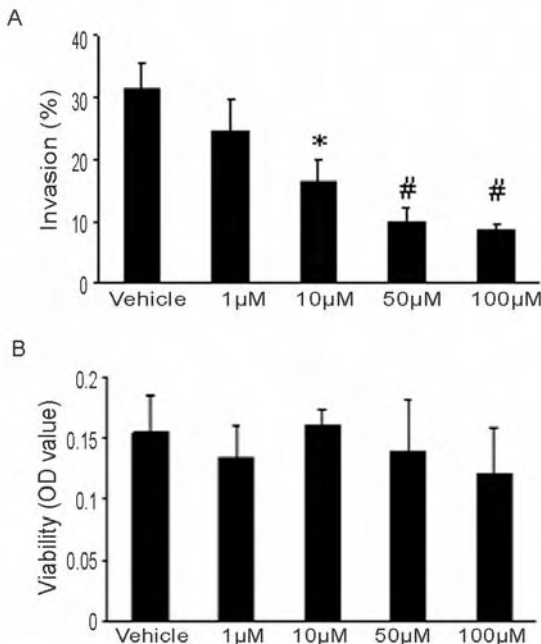 A
Invasion (%)
40
30
20
10
0
*
#
#
Vehicle 1µM 10µM 50µM 100µM
B
Viability (OD value)
0.2
0.15
0.1
0.05
0
Vehicle 1µM 10µM 50µM 100µM